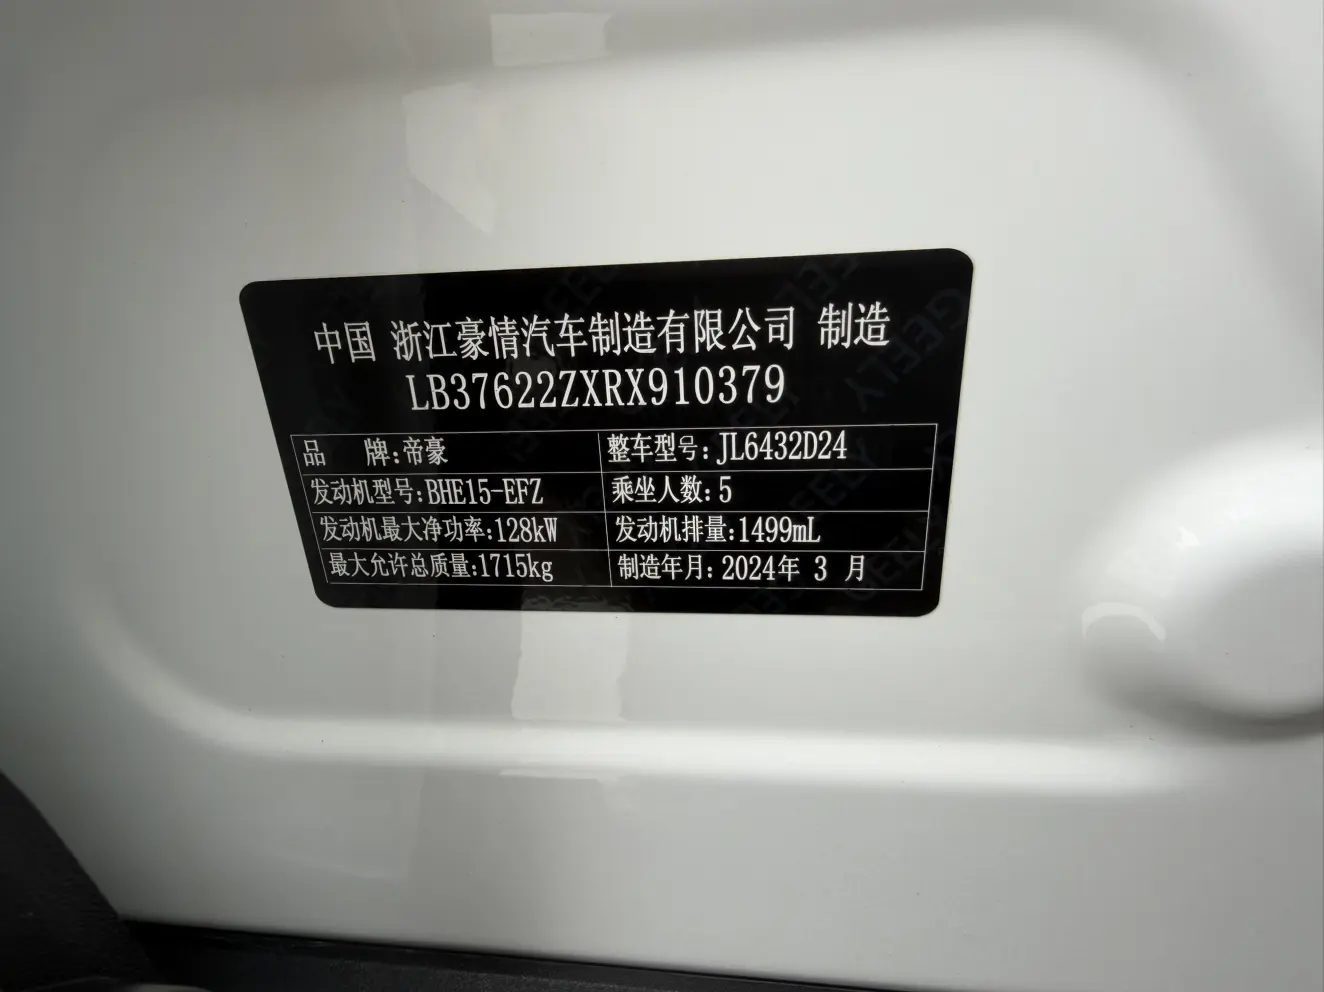 中国 浙江豪情汽车制造有限公司 制造
LB37622ZXRX910379
品 牌:帝豪 整车型号:JL6432D24
发动机型号:BHE15-EFZ 乘坐人数:5
发动机最大净功率:128kW 发动机排量:1499mL
最大允许总质量:1715kg 制造年月:2024年 3 月
GEELY